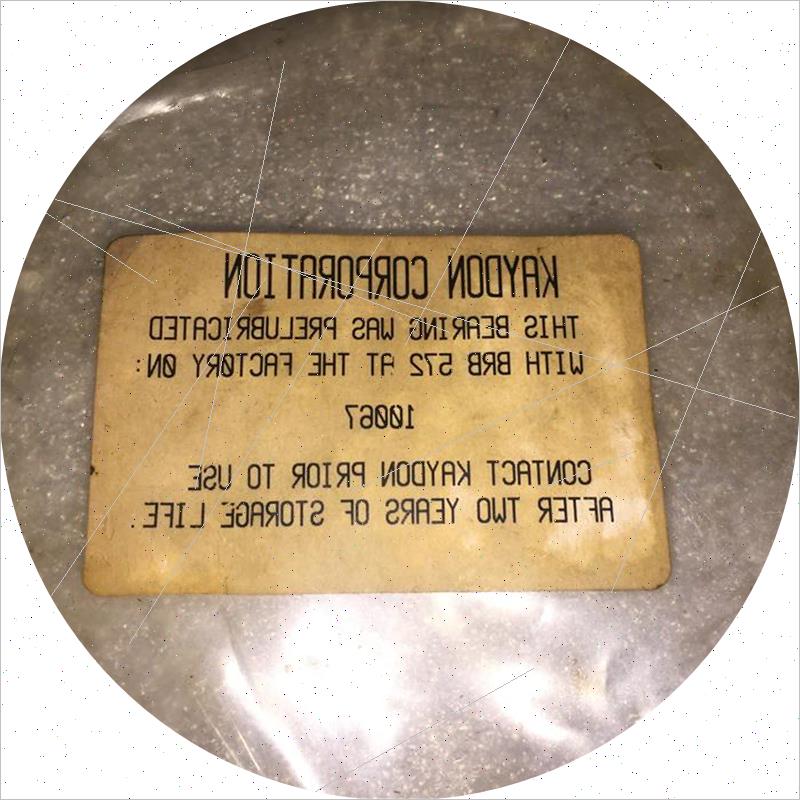 KAYDON CORPORATION
THIS BEARING WAS PRELUBRICATED
WITH BRB 572 AT THE FACTORY ON:
10067
CONTACT KAYDON PRIOR TO USE
AFTER TWO YEARS OF STORAGE LIFE.